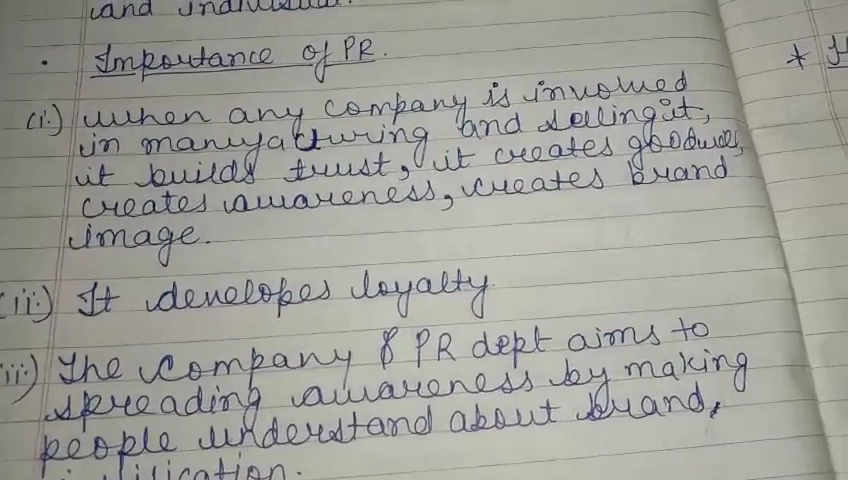 and individual.
• Importance of PR.
(i.) When any company is involved
in manufacturing and selling it,
it builds trust, it creates goodwill,
creates awareness, creates brand
image.
(ii.) It developes loyalty
iii.) The company & PR dept aims to
spreading awareness by making
people understand about brand,